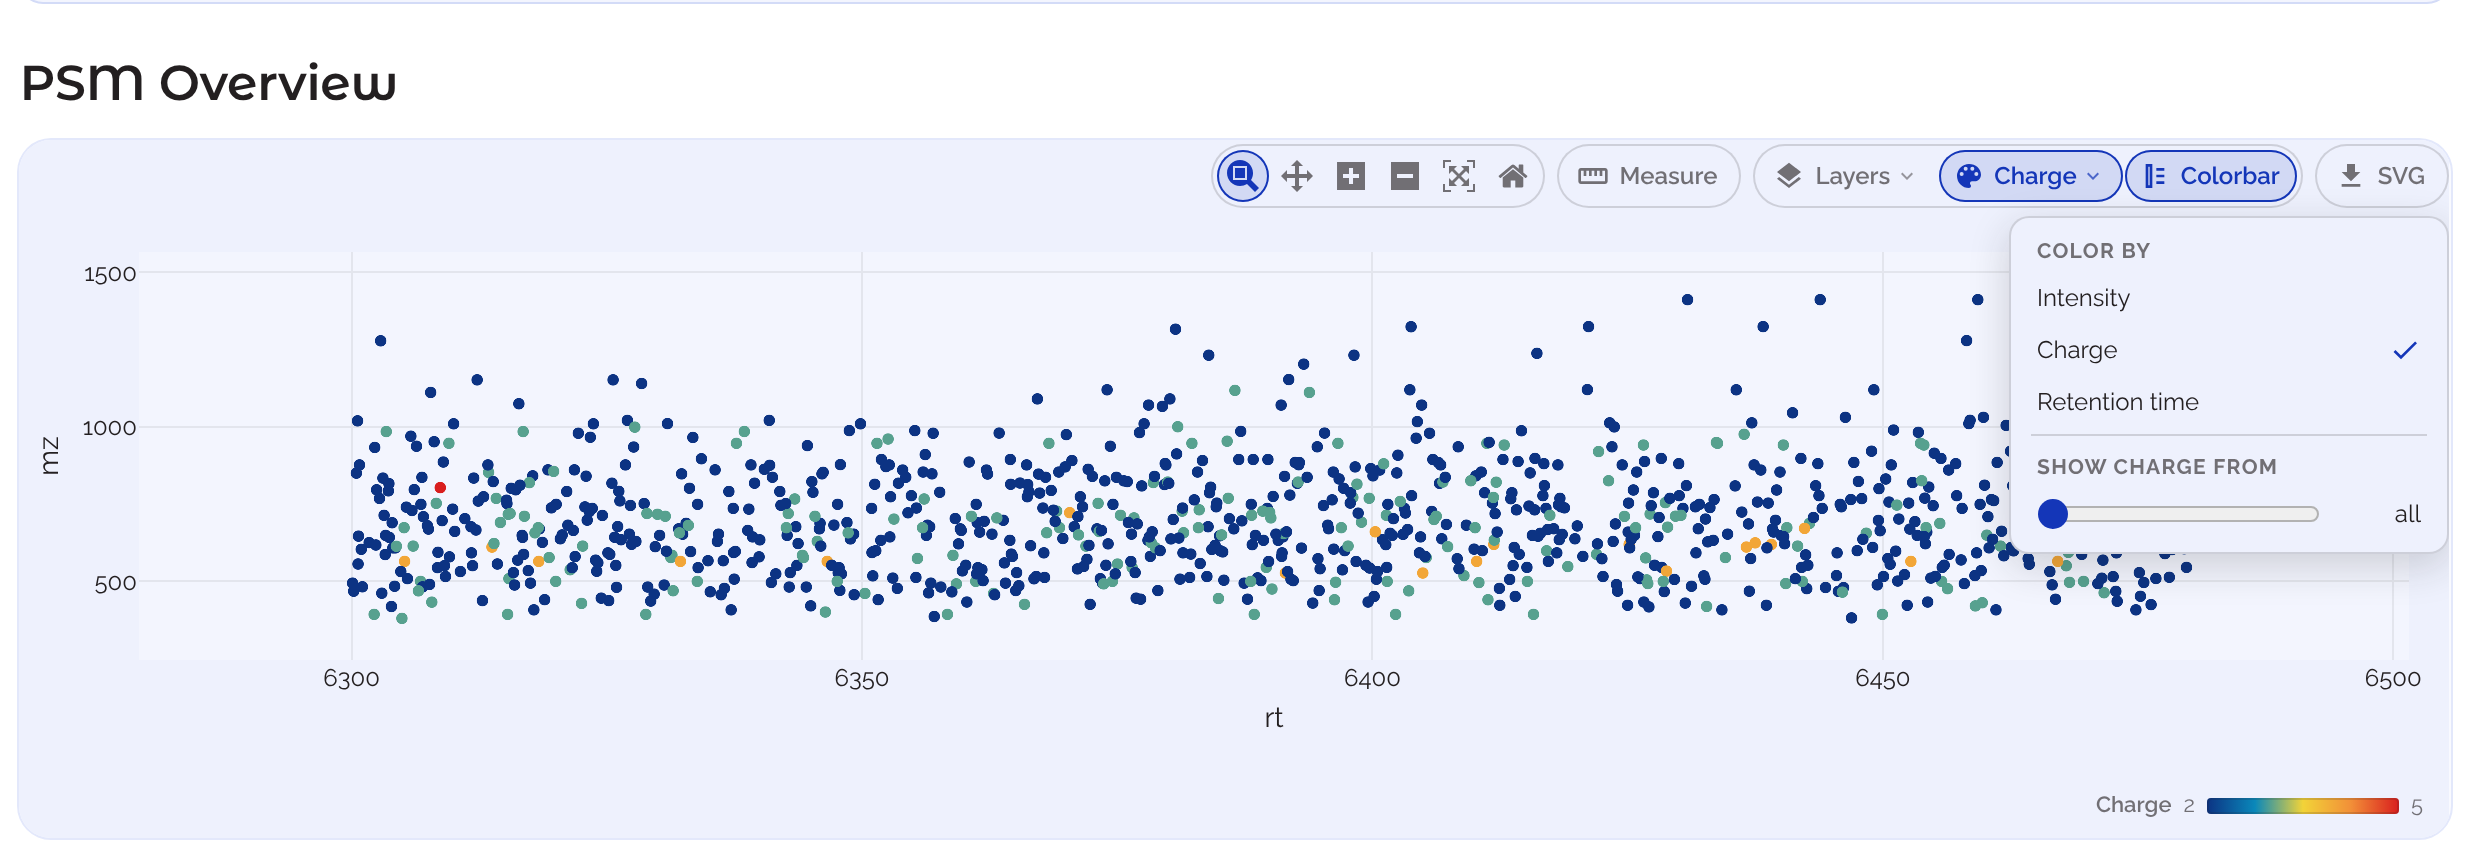 PSM Overview
Measure
Layers
Charge
Colorbar
SVG
COLOR BY
Intensity
Charge
Retention time
SHOW CHARGE FROM
all
1500
1000
500
mz
6300 6350 6400 6450 6500
rt
Charge 2 5